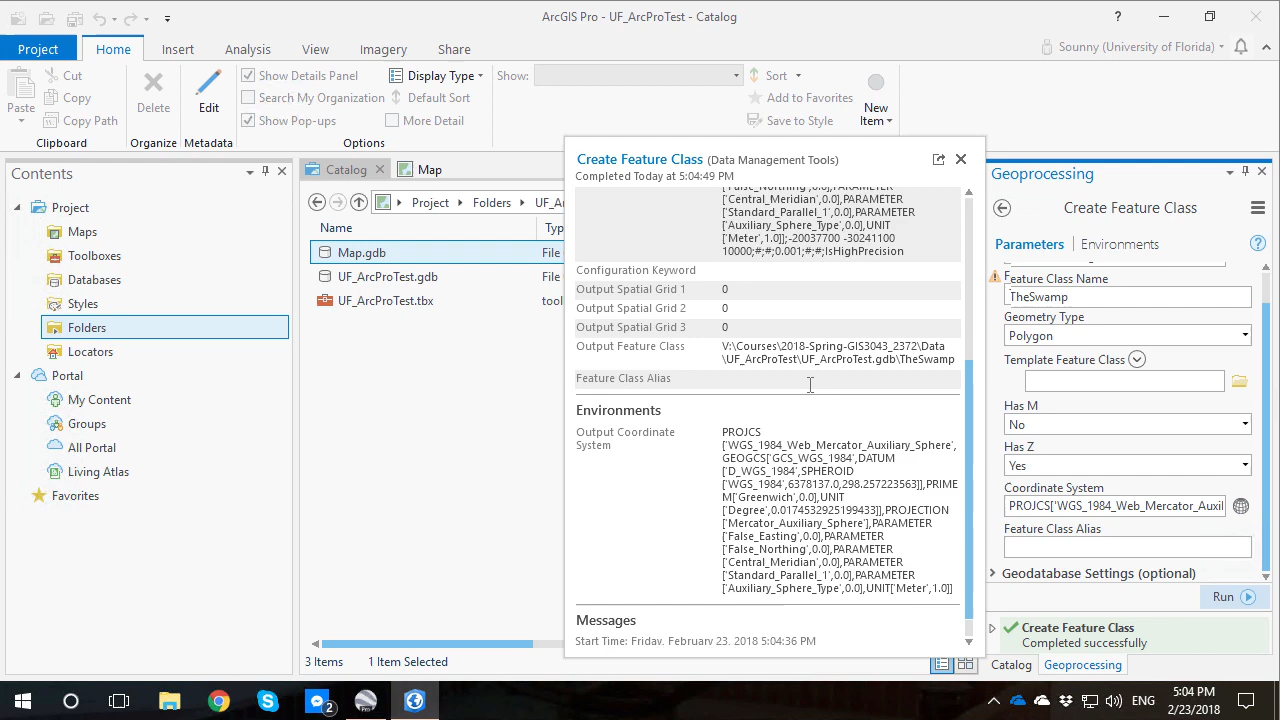 ArcGIS Pro - UF_ArcProTest - Catalog
?
Project
Home
Insert
Analysis
View
Imagery
Share
Sounny (University of Florida)
Paste
Cut
Copy
Copy Path
Clipboard
Delete
Organize
Edit
Metadata
Show Details Panel
Search My Organization
Show Pop-ups
Display Type
Default Sort
More Detail
Options
Show:
Sort
Add to Favorites
Save to Style
New
Item
Contents
Project
Maps
Toolboxes
Databases
Styles
Folders
Locators
Portal
My Content
Groups
All Portal
Living Atlas
Favorites
Catalog
Map
Project
Folders
UF_A
Name
Typ
Map.gdb
File
UF_ArcProTest.gdb
File
UF_ArcProTest.tbx
tool
3 Items
1 Item Selected
Create Feature Class (Data Management Tools)
Completed Today at 5:04:49 PM
['False_Northing',0.0],PARAMETER
['Central_Meridian',0.0],PARAMETER
['Standard_Parallel_1',0.0],PARAMETER
['Auxiliary_Sphere_Type',0.0],UNIT
['Meter',1.0]];-20037700 -30241100
10000;#;#;0.001;#;#;IsHighPrecision
Configuration Keyword
Output Spatial Grid 1 0
Output Spatial Grid 2 0
Output Spatial Grid 3 0
Output Feature Class V:\Courses\2018-Spring-GIS3043_2372\Data
\UF_ArcProTest\UF_ArcProTest.gdb\TheSwamp
Feature Class Alias
Environments
Output Coordinate
System
PROJCS
['WGS_1984_Web_Mercator_Auxiliary_Sphere',
GEOGCS['GCS_WGS_1984',DATUM
['D_WGS_1984',SPHEROID
['WGS_1984',6378137.0,298.257223563]],PRIME
M['Greenwich',0.0],UNIT
['Degree',0.0174532925199433]],PROJECTION
['Mercator_Auxiliary_Sphere'],PARAMETER
['False_Easting',0.0],PARAMETER
['False_Northing',0.0],PARAMETER
['Central_Meridian',0.0],PARAMETER
['Standard_Parallel_1',0.0],PARAMETER
['Auxiliary_Sphere_Type',0.0],UNIT['Meter',1.0]]
Messages
Start Time: Friday, February 23, 2018 5:04:36 PM
Geoprocessing
Create Feature Class
Parameters
Environments
?
Feature Class Name
TheSwamp
Geometry Type
Polygon
Template Feature Class
Has M
No
Has Z
Yes
Coordinate System
PROJCS['WGS_1984_Web_Mercator_Auxil
Feature Class Alias
Geodatabase Settings (optional)
Run
Create Feature Class
Completed successfully
Catalog
Geoprocessing
2
Pro
ENG
5:04 PM
2/23/2018